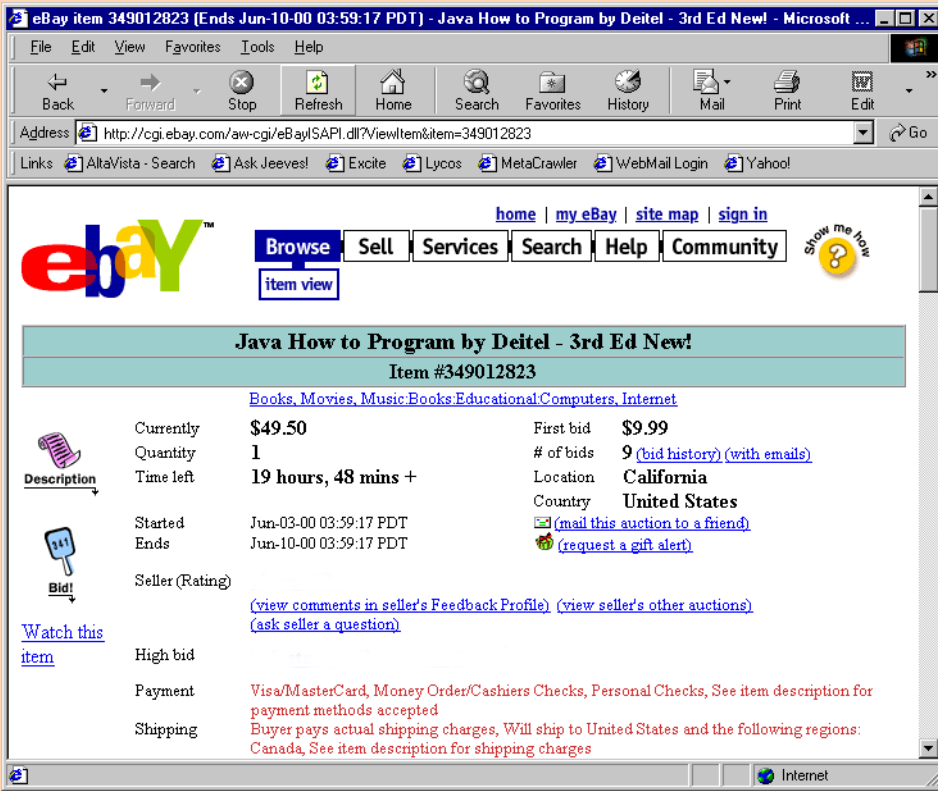 eBay item 349012823 (Ends Jun-10-00 03:59:17 PDT) - Java How to Program by Deitel - 3rd Ed New! - Microsoft ...
File Edit View Favorites Tools Help
Back Forward Stop Refresh Home Search Favorites History Mail Print Edit »
Address http://cgi.ebay.com/aw-cgi/eBayISAPI.dll?ViewItem&item=349012823 Go
Links AltaVista - Search Ask Jeeves! Excite Lycos MetaCrawler WebMail Login Yahoo!
home | my eBay | site map | sign in
ebaY™
Browse Sell Services Search Help Community
Show me how
?
item view
Java How to Program by Deitel - 3rd Ed New!
Item #349012823
Books, Movies, Music:Books:Educational:Computers, Internet
Currently $49.50 First bid $9.99
Quantity 1 # of bids 9 (bid history) (with emails)
Description
Time left 19 hours, 48 mins + Location California
Country United States
Started Jun-03-00 03:59:17 PDT (mail this auction to a friend)
Ends Jun-10-00 03:59:17 PDT (request a gift alert)
341
Bid!
Seller (Rating)
(view comments in seller's Feedback Profile) (view seller's other auctions)
(ask seller a question)
Watch this
item
High bid
Payment Visa/MasterCard, Money Order/Cashiers Checks, Personal Checks, See item description for
payment methods accepted
Shipping Buyer pays actual shipping charges, Will ship to United States and the following regions:
Canada, See item description for shipping charges
Internet